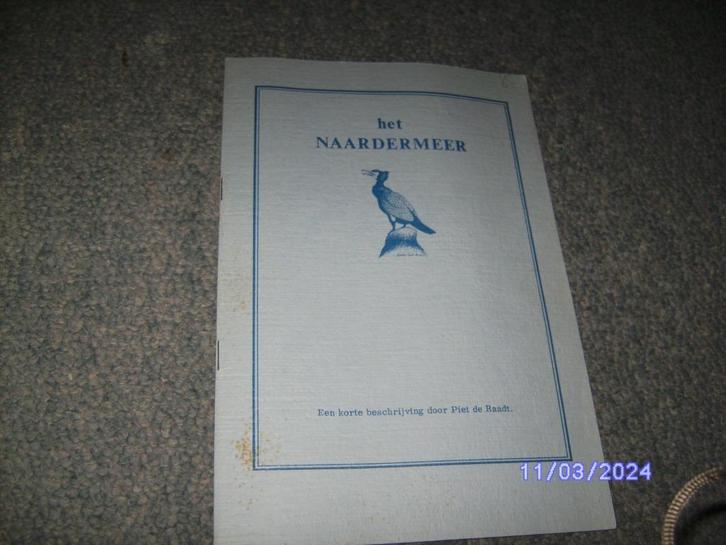 het
NAARDERMEER
Een korte beschrijving door Piet de Raadt.
11/03/2024